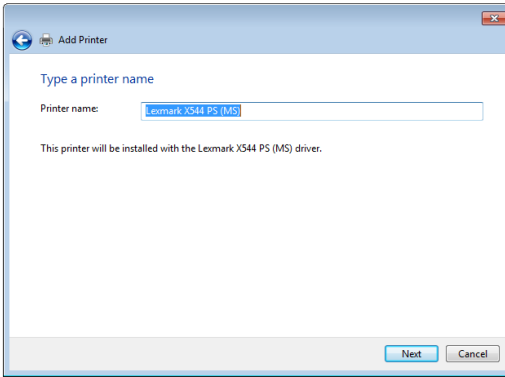 Add Printer
Type a printer name
Printer name: Lexmark X544 PS (MS)
This printer will be installed with the Lexmark X544 PS (MS) driver.
Next Cancel